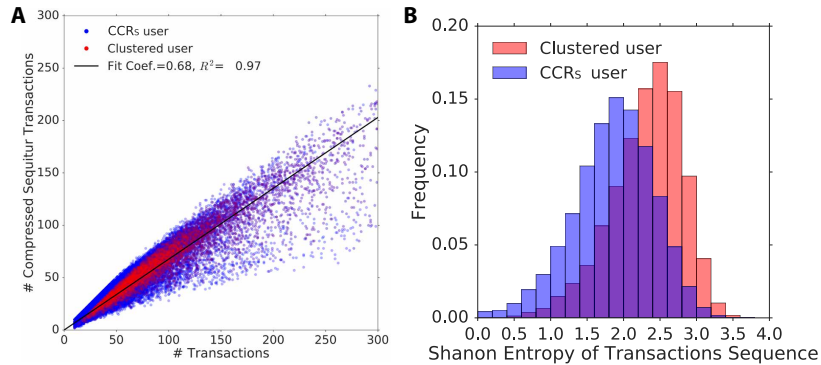 A
300
250
200
150
100
50
0
CCRs user
Clustered user
Fit Coef.=0.68, R²= 0.97
# Compressed Sequitur Transactions
0 50 100 150 200 250 300
# Transactions
B
0.20
0.15
0.10
0.05
0.00
Clustered user
CCRs user
Frequency
0.0 0.5 1.0 1.5 2.0 2.5 3.0 3.5 4.0
Shanon Entropy of Transactions Sequence